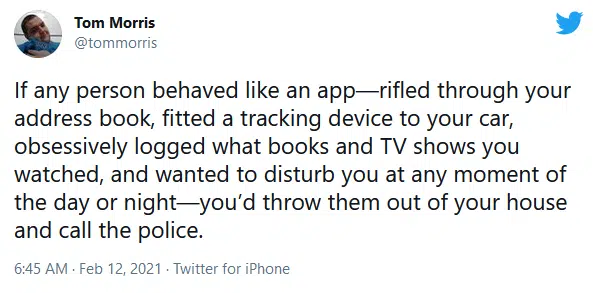 Tom Morris
@tommorris
If any person behaved like an app—rifled through your
address book, fitted a tracking device to your car,
obsessively logged what books and TV shows you
watched, and wanted to disturb you at any moment of
the day or night—you’d throw them out of your house
and call the police.
6:45 AM · Feb 12, 2021 · Twitter for iPhone